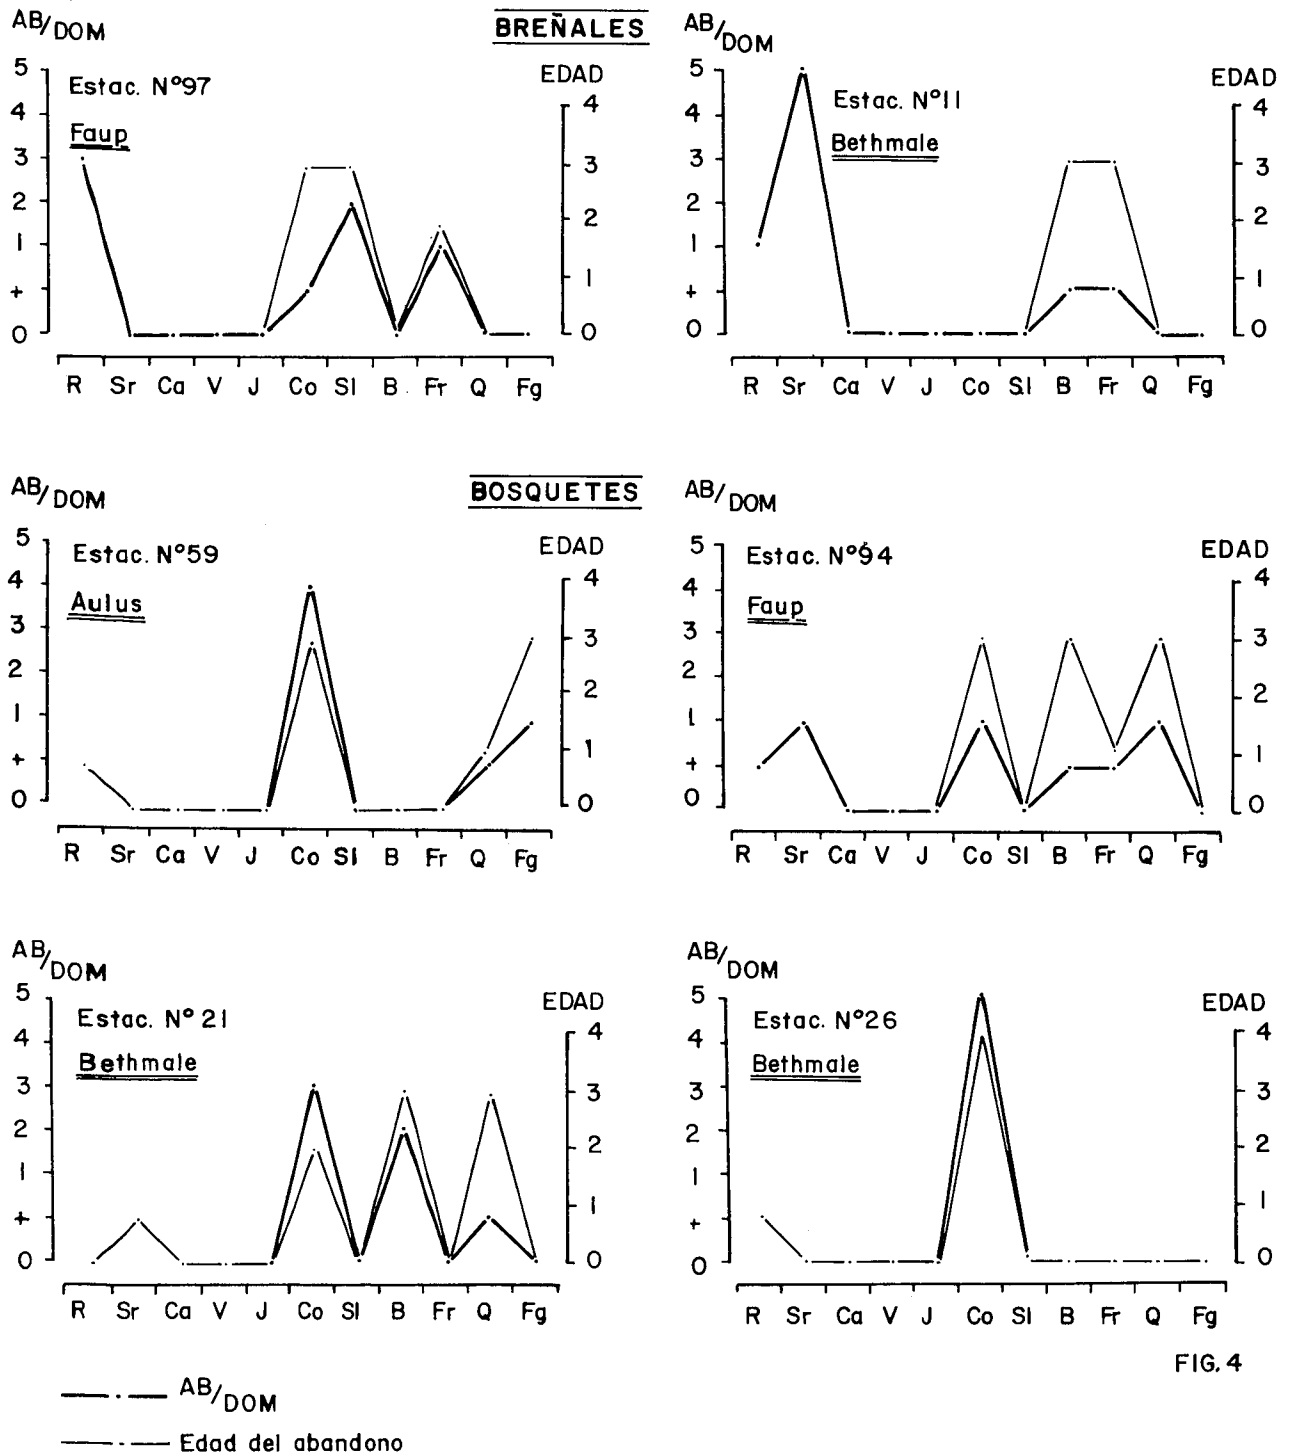 BREÑALES
AB/DOM
Estac. Nº97
Faup
EDAD
5
4
3
2
1
+
0
4
3
2
1
0
R Sr Ca V J Co Sl B Fr Q Fg
AB/DOM
Estac. Nº11
Bethmale
EDAD
5
4
3
2
1
+
0
4
3
2
1
0
R Sr Ca V J Co Sl B Fr Q Fg
BOSQUETES
AB/DOM
Estac. Nº59
Aulus
EDAD
5
4
3
2
1
+
0
4
3
2
1
0
R Sr Ca V J Co Sl B Fr Q Fg
AB/DOM
Estac. Nº94
Faup
EDAD
5
4
3
2
1
+
0
4
3
2
1
0
R Sr Ca V J Co Sl B Fr Q Fg
AB/DOM
Estac. Nº 21
Bethmale
EDAD
5
4
3
2
1
+
0
4
3
2
1
0
R Sr Ca V J Co Sl B Fr Q Fg
AB/DOM
Estac. Nº26
Bethmale
EDAD
5
4
3
2
1
+
0
4
3
2
1
0
R Sr Ca V J Co Sl B Fr Q Fg
FIG. 4
AB/DOM
Edad del abandono